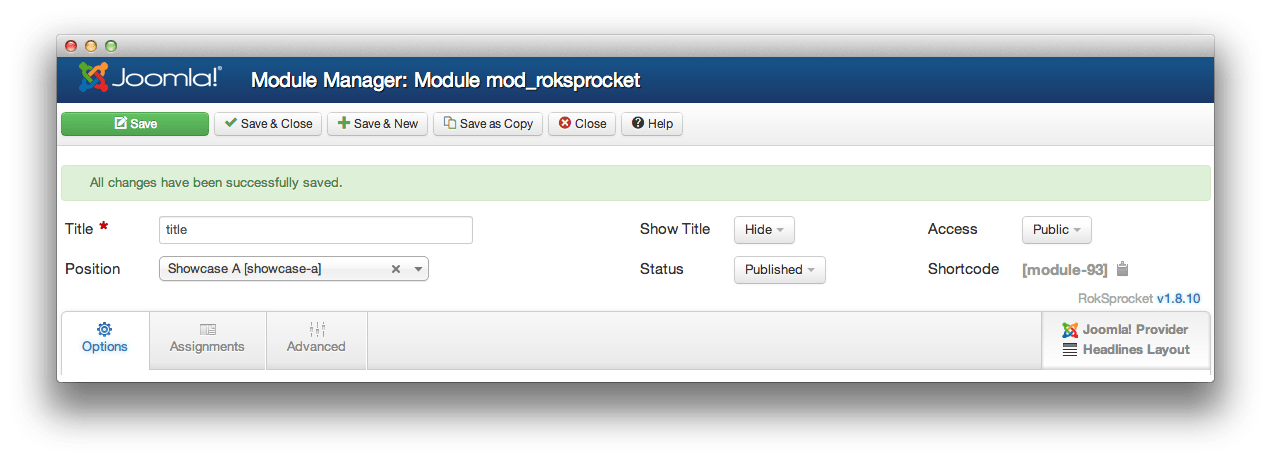 Joomla!® Module Manager: Module mod_roksprocket
Save Save & Close Save & New Save as Copy Close Help
All changes have been successfully saved.
Title * title Show Title Hide Access Public
Position Showcase A [showcase-a] Status Published Shortcode [module-93]
RokSprocket v1.8.10
Options Assignments Advanced
Joomla! Provider
Headlines Layout